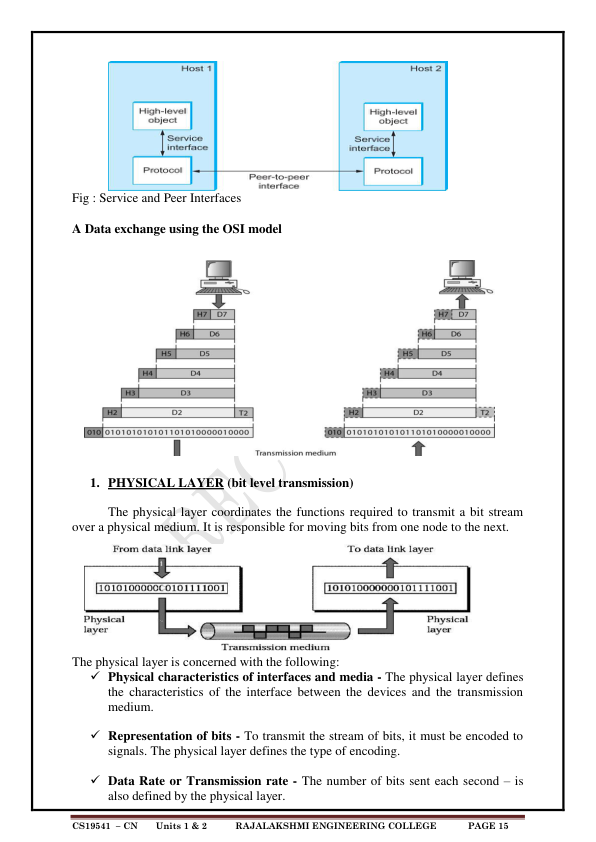 Host 1
Host 2
High-level
object
High-level
object
Service
interface
Service
interface
Protocol
Protocol
Peer-to-peer
interface
Fig : Service and Peer Interfaces
A Data exchange using the OSI model
H7 D7
H6 D6
H5 D5
H4 D4
H3 D3
H2 D2 T2
010 010101010101101010000010000
H7 D7
H6 D6
H5 D5
H4 D4
H3 D3
H2 D2 T2
010 010101010101101010000010000
Transmission medium
REC
1. PHYSICAL LAYER (bit level transmission)
The physical layer coordinates the functions required to transmit a bit stream
over a physical medium. It is responsible for moving bits from one node to the next.
From data link layer
To data link layer
10101000000010111001
10101000000010111001
Physical
layer
Physical
layer
Transmission medium
The physical layer is concerned with the following:
✓ Physical characteristics of interfaces and media - The physical layer defines
the characteristics of the interface between the devices and the transmission
medium.
✓ Representation of bits - To transmit the stream of bits, it must be encoded to
signals. The physical layer defines the type of encoding.
✓ Data Rate or Transmission rate - The number of bits sent each second – is
also defined by the physical layer.
CS19541 – CN Units 1 & 2 RAJALAKSHMI ENGINEERING COLLEGE PAGE 15